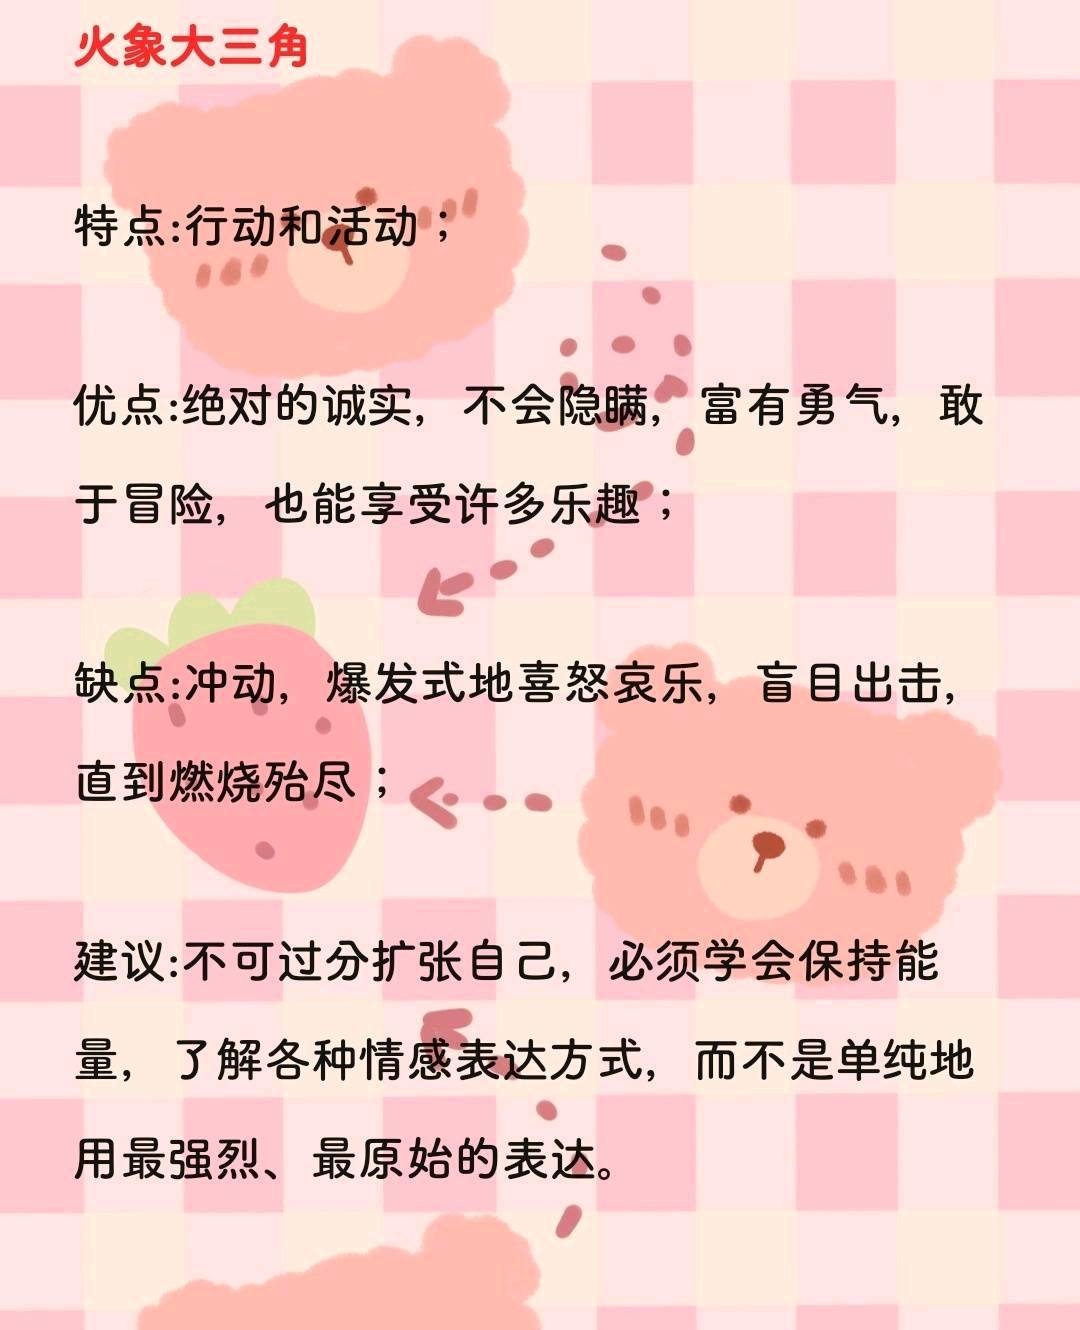 火象大三角
特点:行动和活动；
优点:绝对的诚实，不会隐瞒，富有勇气，敢
于冒险，也能享受许多乐趣；
缺点:冲动，爆发式地喜怒哀乐，盲目出击，
直到燃烧殆尽；
建议:不可过分扩张自己，必须学会保持能
量，了解各种情感表达方式，而不是单纯地
用最强烈、最原始的表达。